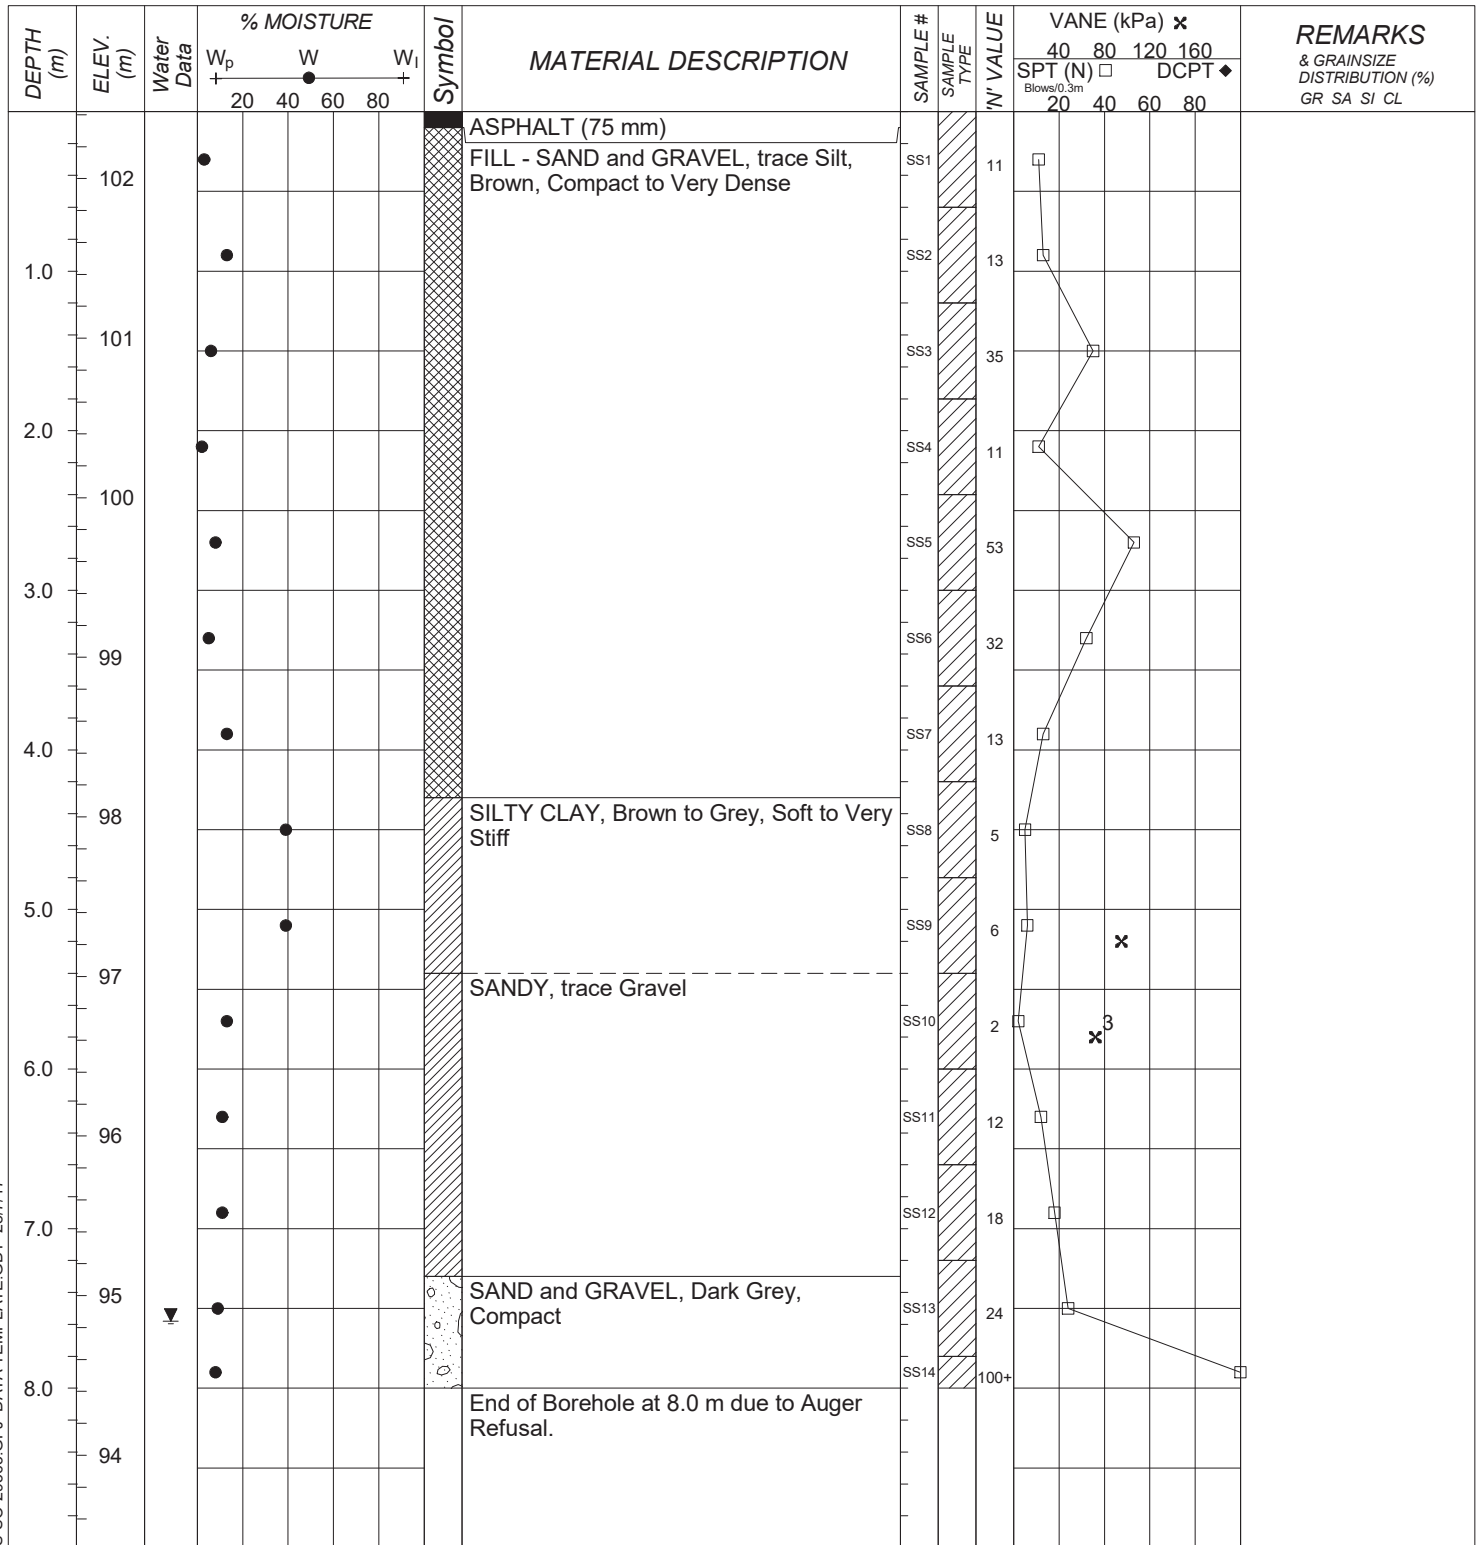 DEPTH (m)
ELEV. (m)
Water Data
% MOISTURE
Wp W Wl
20 40 60 80
Symbol
MATERIAL DESCRIPTION
SAMPLE #
SAMPLE TYPE
'N' VALUE
VANE (kPa)
40 80 120 160
SPT (N) DCPT
Blows/0.3m
20 40 60 80
REMARKS
& GRAINSIZE
DISTRIBUTION (%)
GR SA SI CL
ASPHALT (75 mm)
FILL - SAND and GRAVEL, trace Silt,
Brown, Compact to Very Dense
SS1 11
102
SS2 13
1.0
101
SS3 35
2.0
SS4 11
100
SS5 53
3.0
SS6 32
99
SS7 13
4.0
98
SILTY CLAY, Brown to Grey, Soft to Very
Stiff
SS8 5
5.0
SS9 6
97
SANDY, trace Gravel
SS10 2 3
6.0
SS11 12
96
SS12 18
7.0
95
SAND and GRAVEL, Dark Grey,
Compact
SS13 24
SS14 100+
8.0
End of Borehole at 8.0 m due to Auger
Refusal.
94